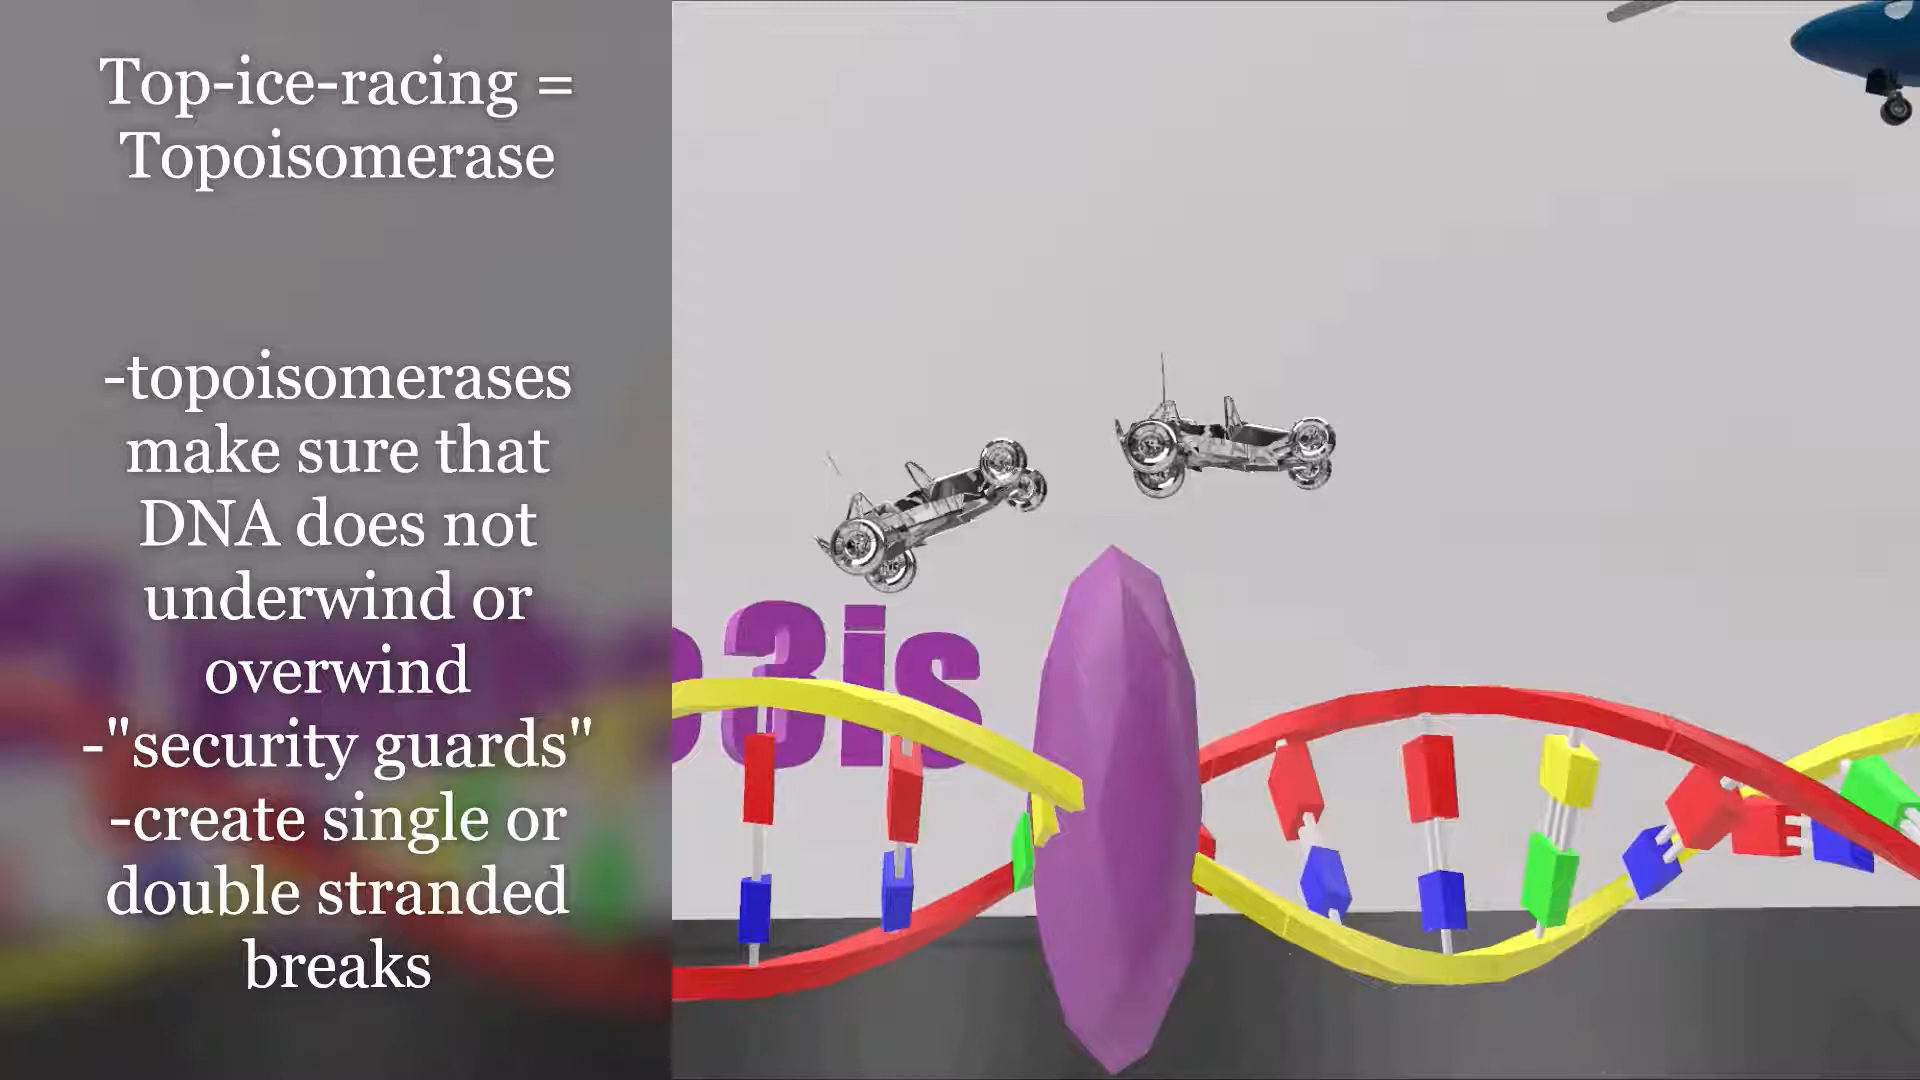 Top-ice-racing =
Topoisomerase
-topoisomerases
make sure that
DNA does not
underwind or
overwind
-"security guards"
-create single or
double stranded
breaks
3is